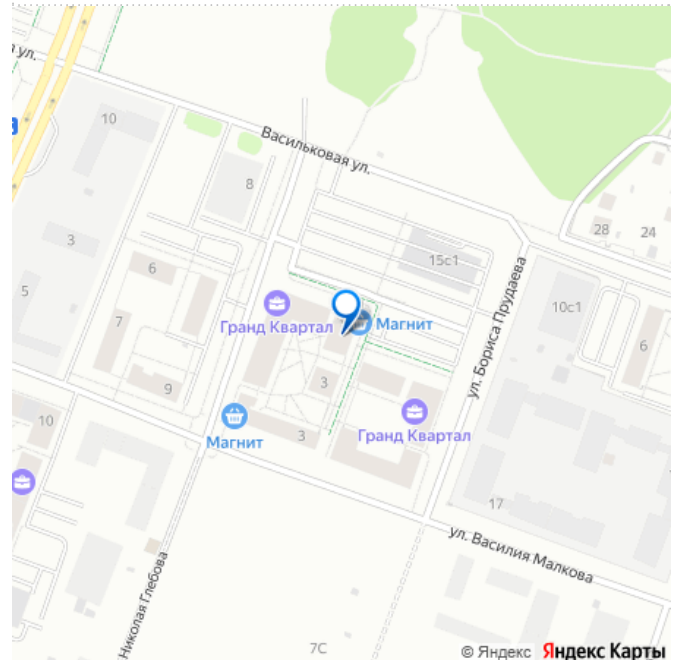 я ул.
10
Васильковая ул.
8
28
24
3
15с1
6
5
10с1
ул. Бориса Прудаева
Гранд Квартал
Магнит
7
6
9
3
10
Магнит
3
Гранд Квартал
17
ул. Василия Малкова
Николая Глебова
7С
© Яндекс Яндекс Карты